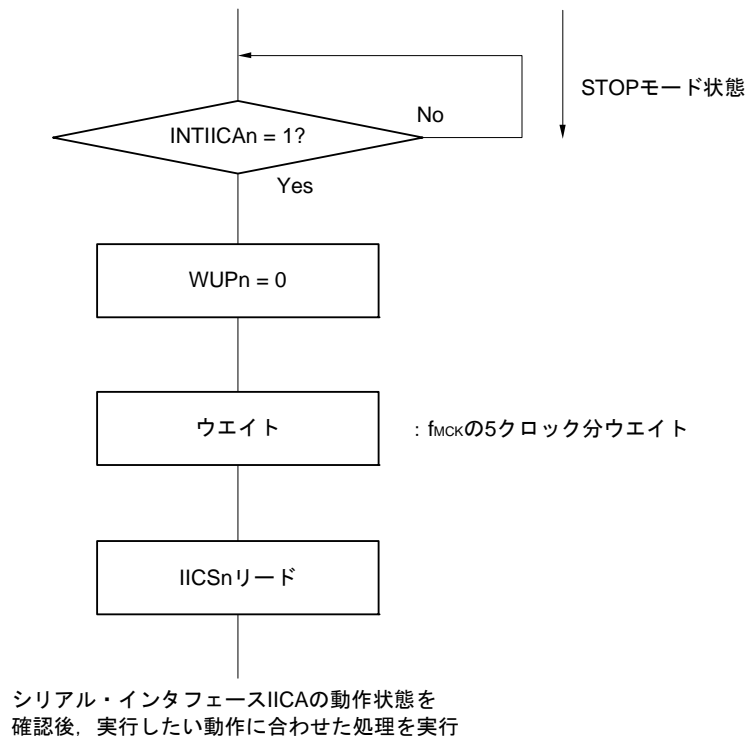 STOPモード状態
No
INTIICAn = 1?
Yes
WUPn = 0
ウエイト
：fMCKの5クロック分ウエイト
IICSnリード
シリアル・インタフェースIICAの動作状態を
確認後，実行したい動作に合わせた処理を実行